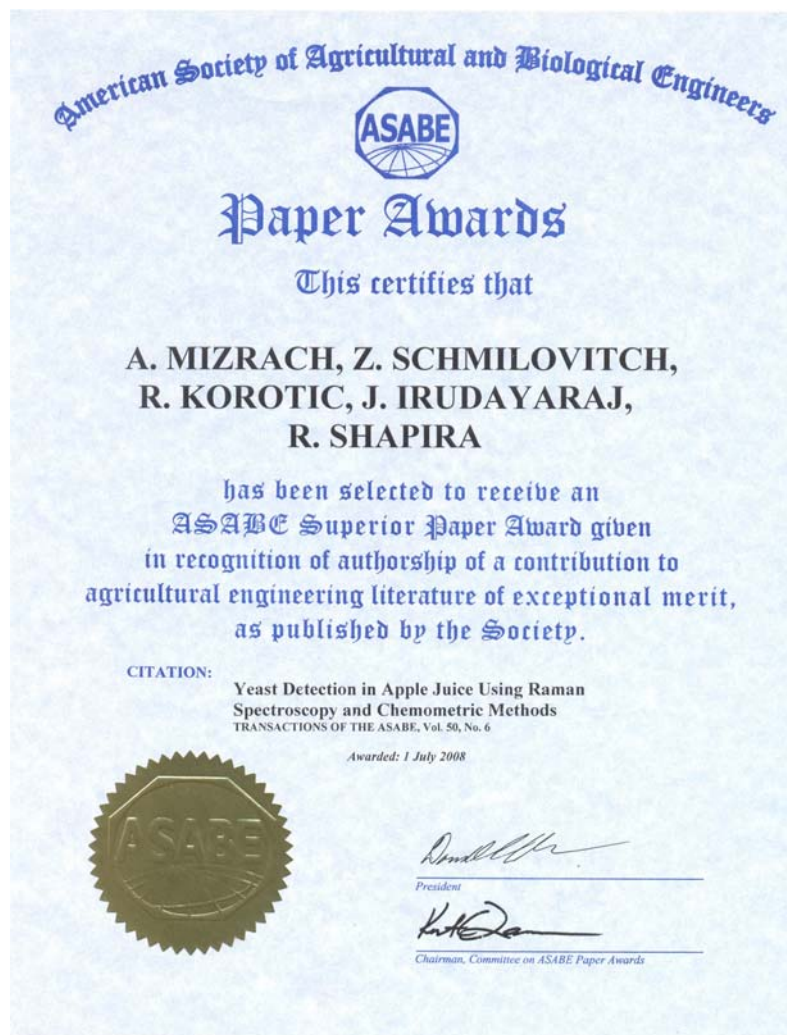 American Society of Agricultural and Biological Engineers
ASABE
Paper Awards
This certifies that
A. MIZRACH, Z. SCHMILOVITCH,
R. KOROTIC, J. IRUDAYARAJ,
R. SHAPIRA
has been selected to receive an
ASABE Superior Paper Award given
in recognition of authorship of a contribution to
agricultural engineering literature of exceptional merit,
as published by the Society.
CITATION:
Yeast Detection in Apple Juice Using Raman
Spectroscopy and Chemometric Methods
TRANSACTIONS OF THE ASABE, Vol. 50, No. 6
Awarded: 1 July 2008
ASABE
President
Chairman, Committee on ASABE Paper Awards